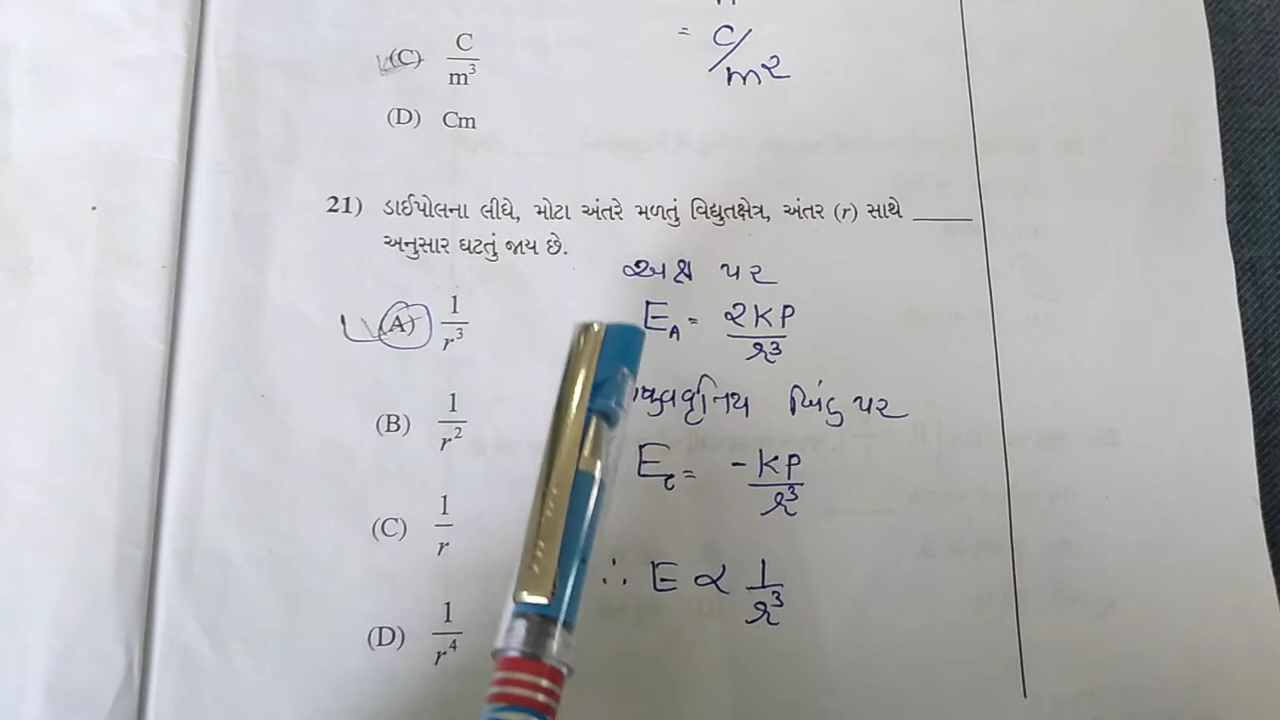 (C) C/m³
= C/m²
(D) Cm
21) ડાઈપોલના લીધે, મોટા અંતરે મળતું વિદ્યુતક્ષેત્ર, અંતર (r) સાથે ____
અનુસાર ઘટતું જાય છે.
અક્ષ પર
(A) 1/r³
E_A = 2KP/r³
(B) 1/r²
બિંદુ પર
E_e = -KP/r³
(C) 1/r
∴ E ∝ 1/r³
(D) 1/r⁴